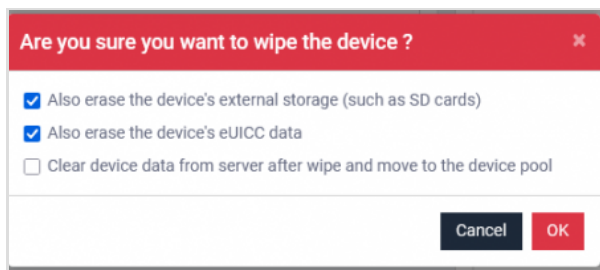 Are you sure you want to wipe the device ?
Also erase the device's external storage (such as SD cards)
Also erase the device's eUICC data
Clear device data from server after wipe and move to the device pool
Cancel OK